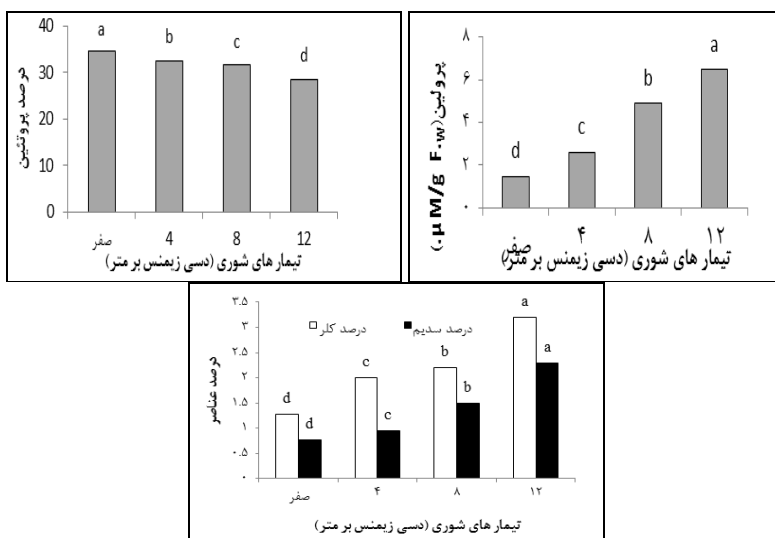 درصد پروتئین
40
30
20
10
0
a
b
c
d
صفر
4
8
12
تیمار های شوری (دسی زیمنس بر متر)
پرولین (µM/g F.w.)
۸
۶
۴
۲
۰
d
c
b
a
صفر
۴
۸
۱۲
تیمار های شوری (دسی زیمنس بر متر)
درصد عناصر
۳.۵
۳
۲.۵
۲
۱.۵
۱
۰.۵
۰
درصد کلر
درصد سدیم
d
d
c
c
b
b
a
a
صفر
۴
۸
۱۲
تیمار های شوری (دسی زیمنس بر متر)